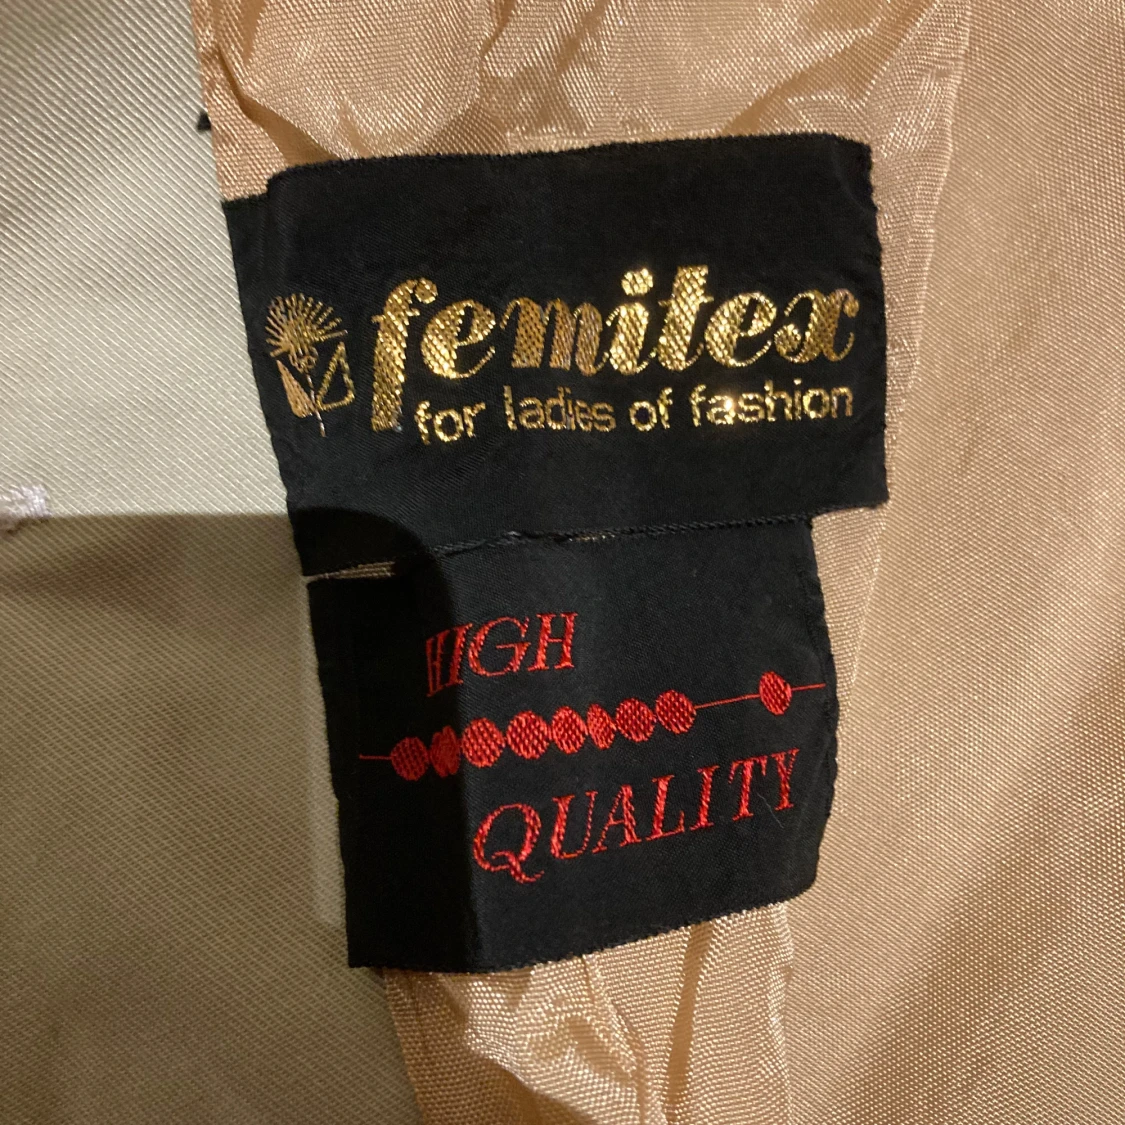 femitex
for ladies of fashion
HIGH
QUALITY